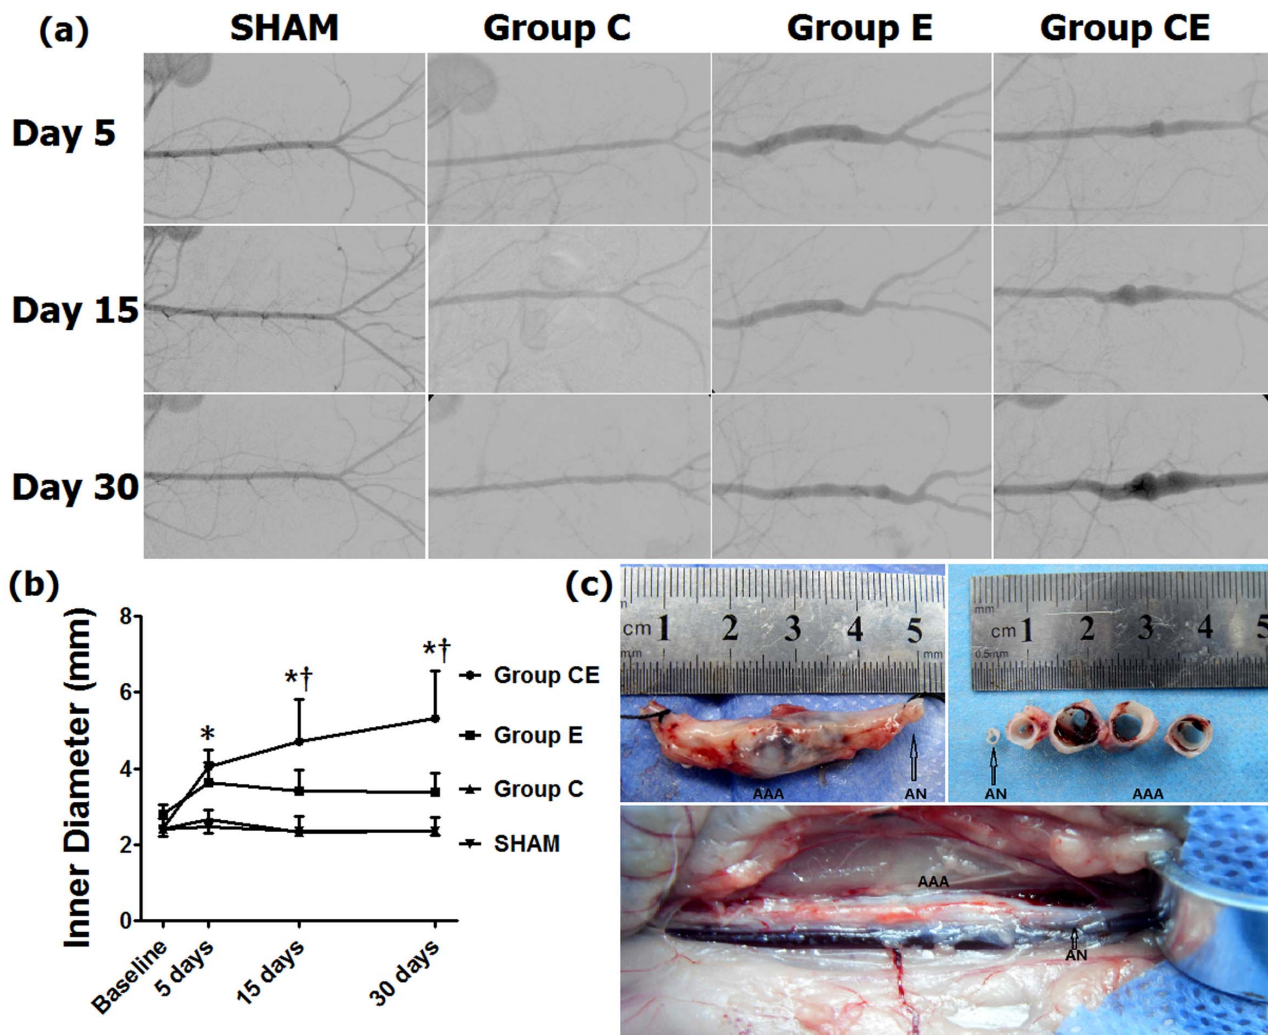 (a) SHAM Group C Group E Group CE
Day 5
Day 15
Day 30
(b)
Inner Diameter (mm)
8
6
4
2
0
*
*†
*†
Group CE
Group E
Group C
SHAM
Baseline
5 days
15 days
30 days
(c)
cm 1 2 3 4 5
mm
AAA
AN
mm
cm 1 2 3 4 5
0.5mm
AN
AAA
AAA
AN